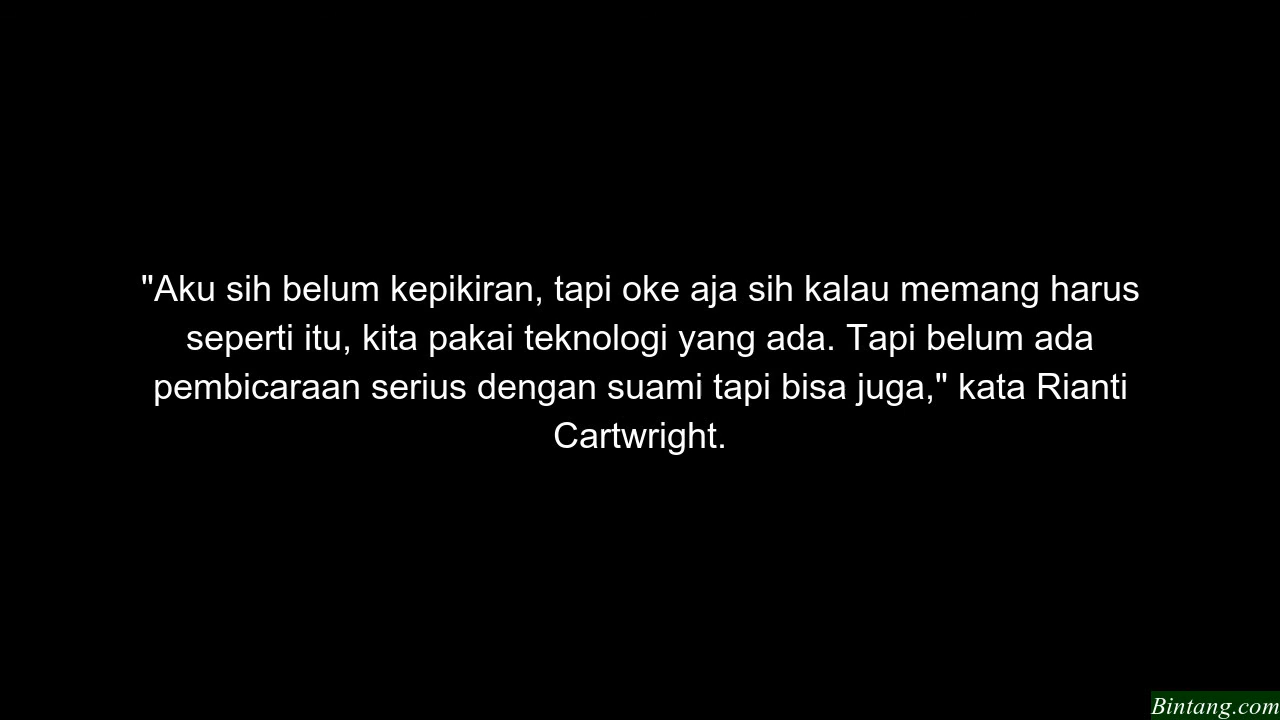 "Aku sih belum kepikiran, tapi oke aja sih kalau memang harus
seperti itu, kita pakai teknologi yang ada. Tapi belum ada
pembicaraan serius dengan suami tapi bisa juga," kata Rianti
Cartwright.
Bintang.com